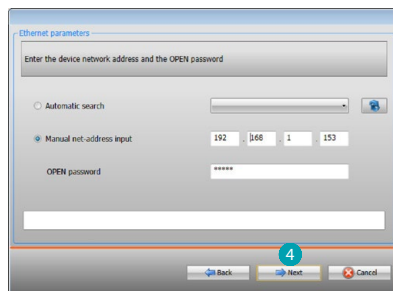 Ethernet parameters
Enter the device network address and the OPEN password
Automatic search
Manual net-address input 192 . 168 . 1 . 153
OPEN password *****
4
Back Next Cancel